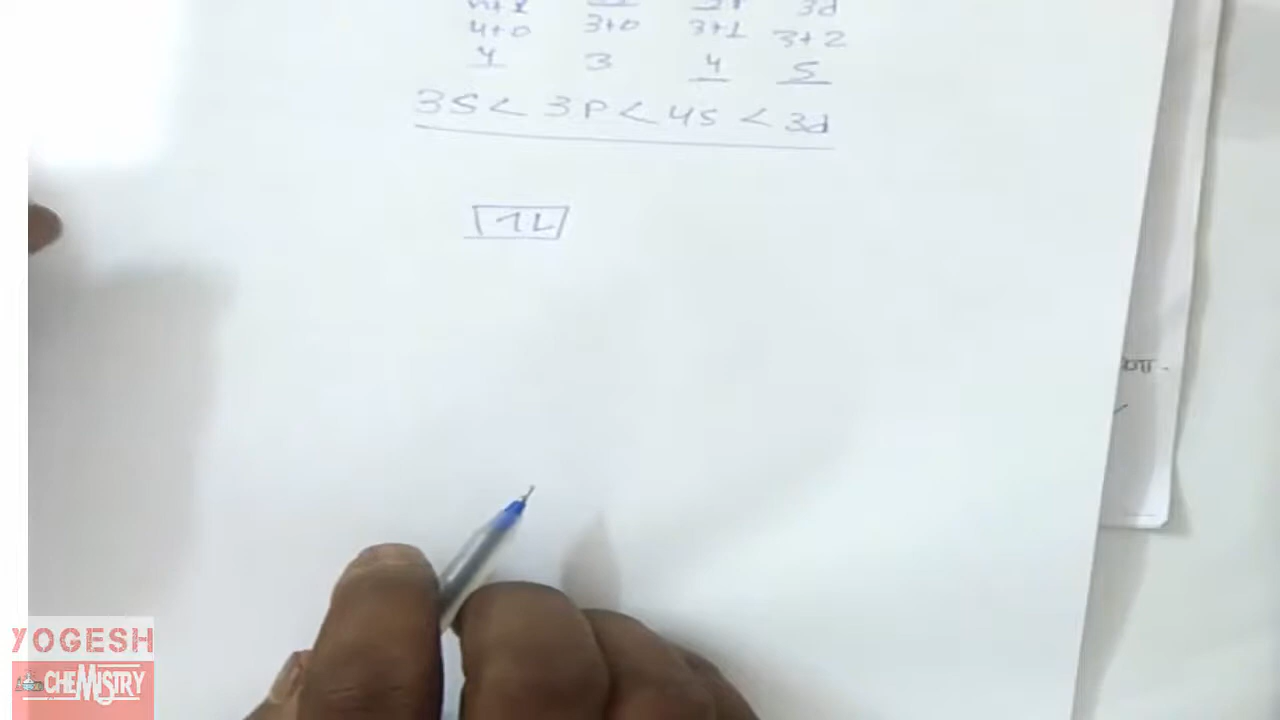 n+l 3d
4+0 3+0 3+1 3+2
4 3 4 5
3S < 3P < 4S < 3d
1L
णा-
YOGESH
CHEMISTRY